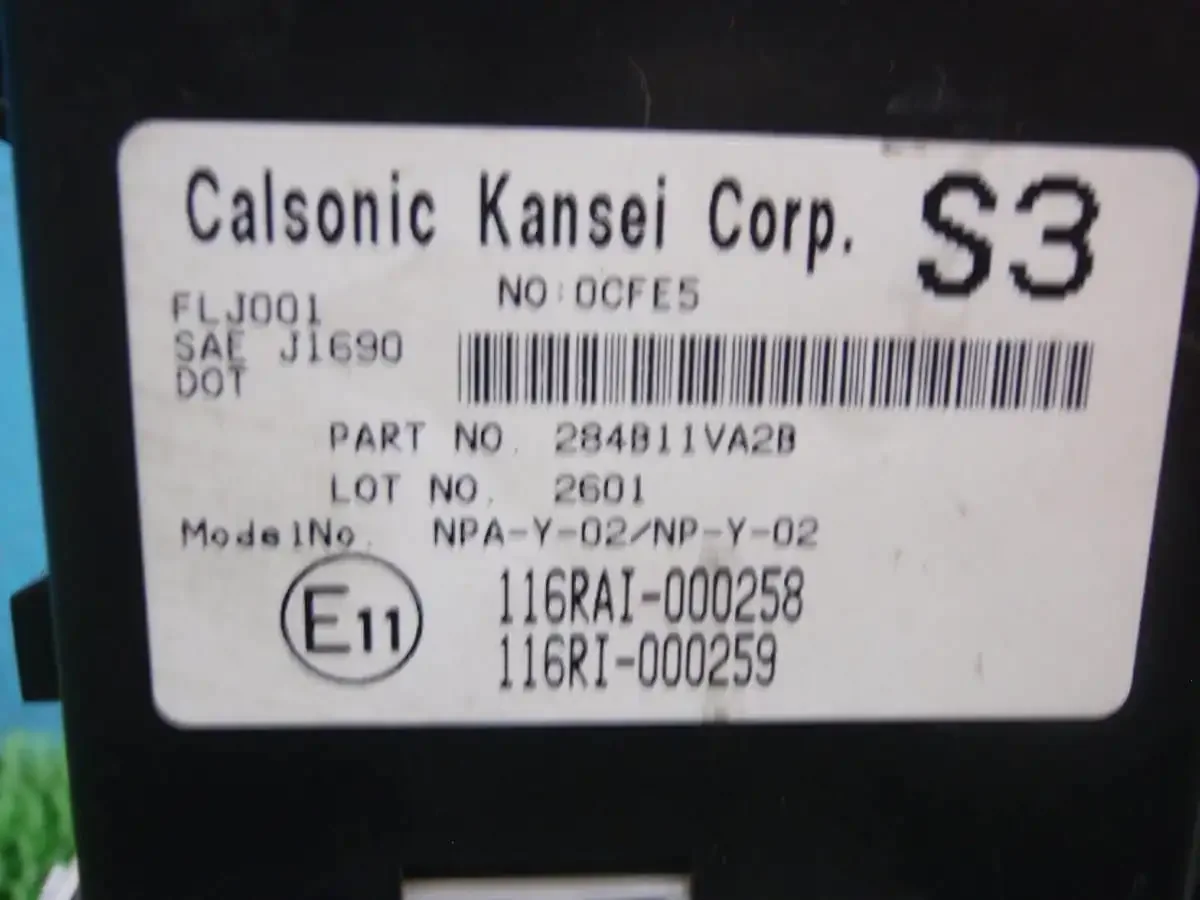 Calsonic Kansei Corp. S3
NO:0CFE5
FLJ001
SAE J1690
DOT
PART NO. 284B11VA2B
LOT NO. 2601
ModelNo. NPA-Y-02/NP-Y-02
E11
116RAI-000258
116RI-000259